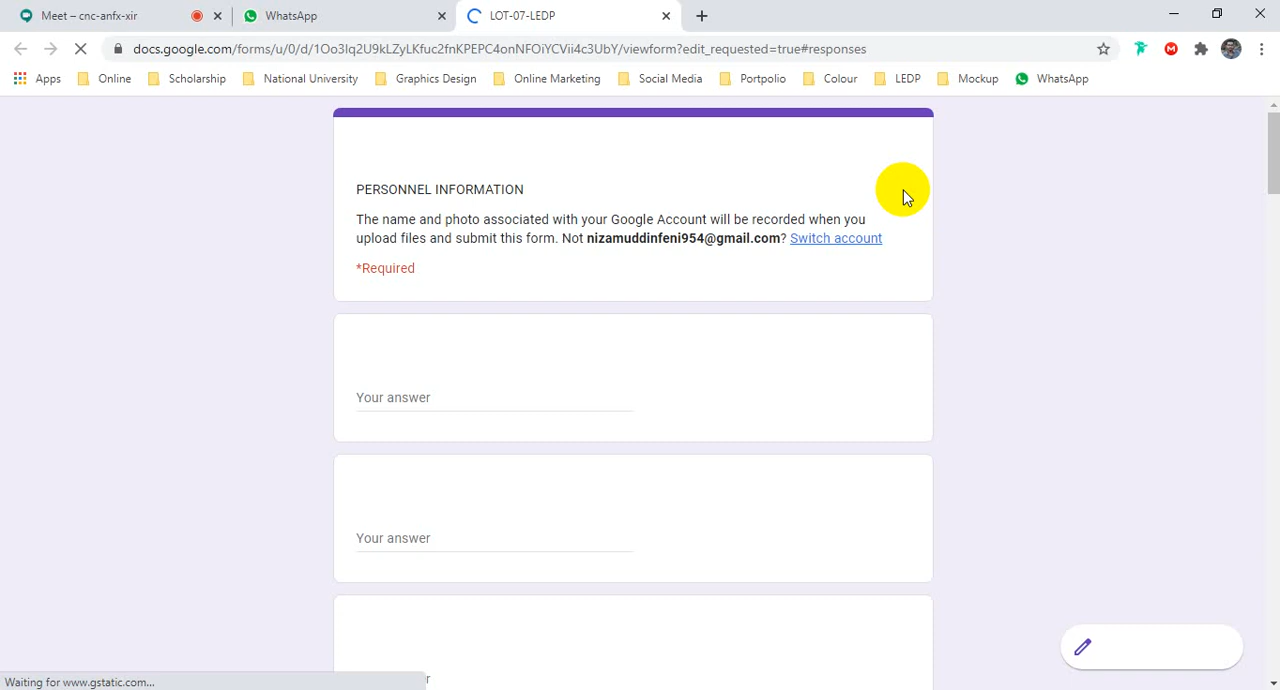 Meet – cnc-anfx-xir
WhatsApp
LOT-07-LEDP
docs.google.com/forms/u/0/d/1Oo3Iq2U9kLZyLKfuc2fnKPEPC4onNFOiYCVii4c3UbY/viewform?edit_requested=true#responses
Apps Online Scholarship National University Graphics Design Online Marketing Social Media Portpolio Colour LEDP Mockup WhatsApp
PERSONNEL INFORMATION
The name and photo associated with your Google Account will be recorded when you
upload files and submit this form. Not nizamuddinfeni954@gmail.com? Switch account
*Required
Your answer
Your answer
Waiting for www.gstatic.com...